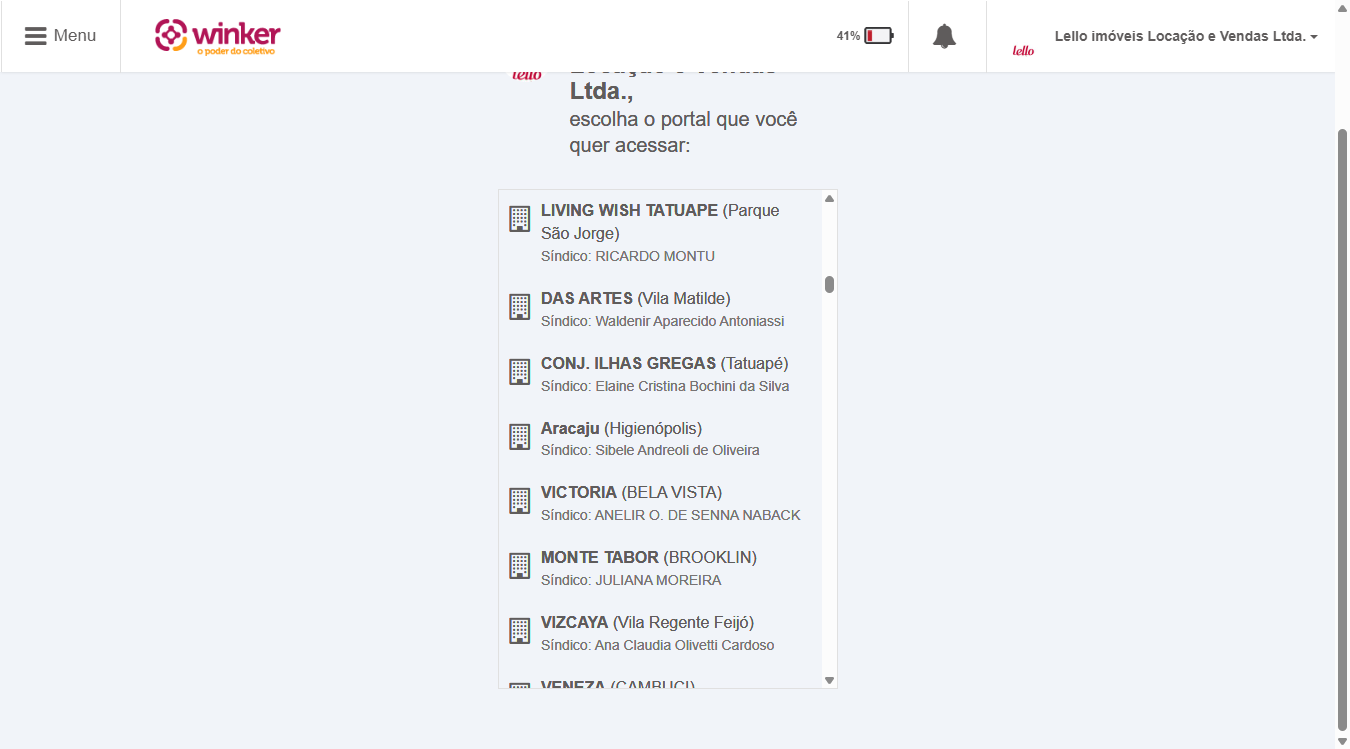 Menu
winker
o poder do coletivo
41%
lello
Lello imóveis Locação e Vendas Ltda.
lello
Locação e Vendas
Ltda.,
escolha o portal que você
quer acessar:
LIVING WISH TATUAPE (Parque
São Jorge)
Síndico: RICARDO MONTU
DAS ARTES (Vila Matilde)
Síndico: Waldenir Aparecido Antoniassi
CONJ. ILHAS GREGAS (Tatuapé)
Síndico: Elaine Cristina Bochini da Silva
Aracaju (Higienópolis)
Síndico: Sibele Andreoli de Oliveira
VICTORIA (BELA VISTA)
Síndico: ANELIR O. DE SENNA NABACK
MONTE TABOR (BROOKLIN)
Síndico: JULIANA MOREIRA
VIZCAYA (Vila Regente Feijó)
Síndico: Ana Claudia Olivetti Cardoso
VENEZA (CAMBUCI)